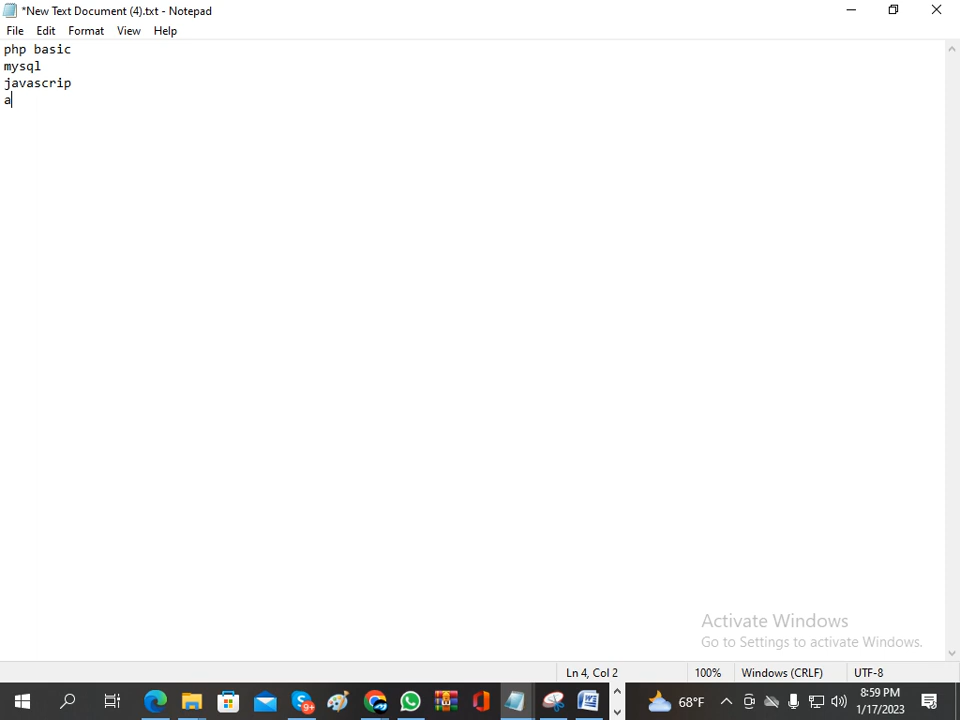 *New Text Document (4).txt - Notepad
File Edit Format View Help
php basic
mysql
javascrip
a
Activate Windows
Go to Settings to activate Windows.
Ln 4, Col 2 100% Windows (CRLF) UTF-8
68°F
8:59 PM
1/17/2023